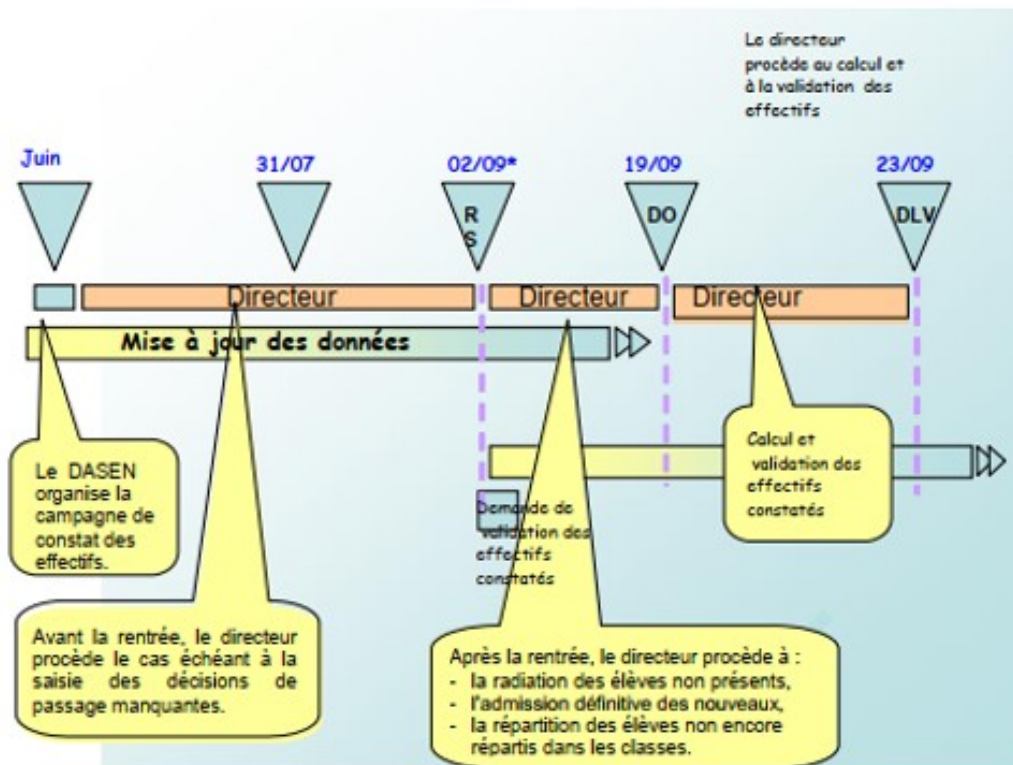 Le directeur
procède au calcul et
à la validation des
effectifs
Juin
31/07
02/09*
19/09
23/09
R
S
DO
DLV
Directeur
Directeur
Directeur
Mise à jour des données
Le DASEN
organise la
campagne de
constat des
effectifs.
Calcul et
validation des
effectifs
constatés
Demande de
validation des
effectifs
constatés
Avant la rentrée, le directeur
procède le cas échéant à la
saisie des décisions de
passage manquantes.
Après la rentrée, le directeur procède à :
- la radiation des élèves non présents,
- l'admission définitive des nouveaux,
- la répartition des élèves non encore
répartis dans les classes.